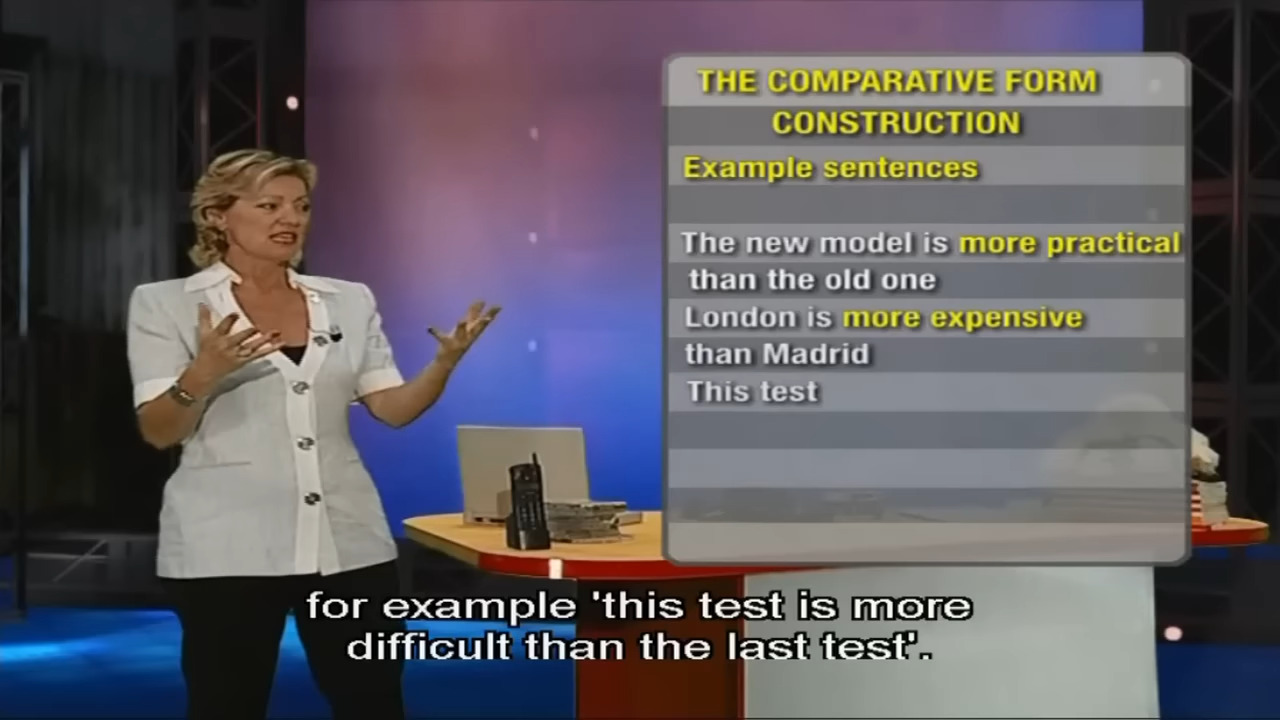 THE COMPARATIVE FORM
CONSTRUCTION
Example sentences
The new model is more practical
than the old one
London is more expensive
than Madrid
This test
for example 'this test is more
difficult than the last test'.